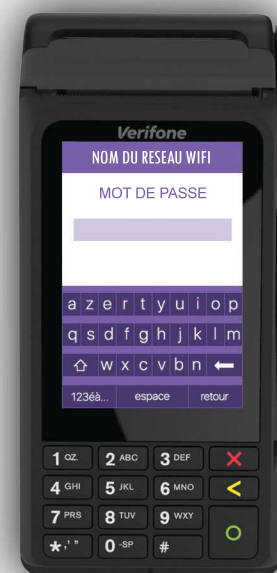 Verifone
NOM DU RESEAU WIFI
MOT DE PASSE
a z e r t y u i o p
q s d f g h j k l m
w x c v b n
123éà... espace retour
1 QZ. 2 ABC 3 DEF
4 GHI 5 JKL 6 MNO <
7 PRS 8 TUV 9 WXY
*,' " 0 -SP #